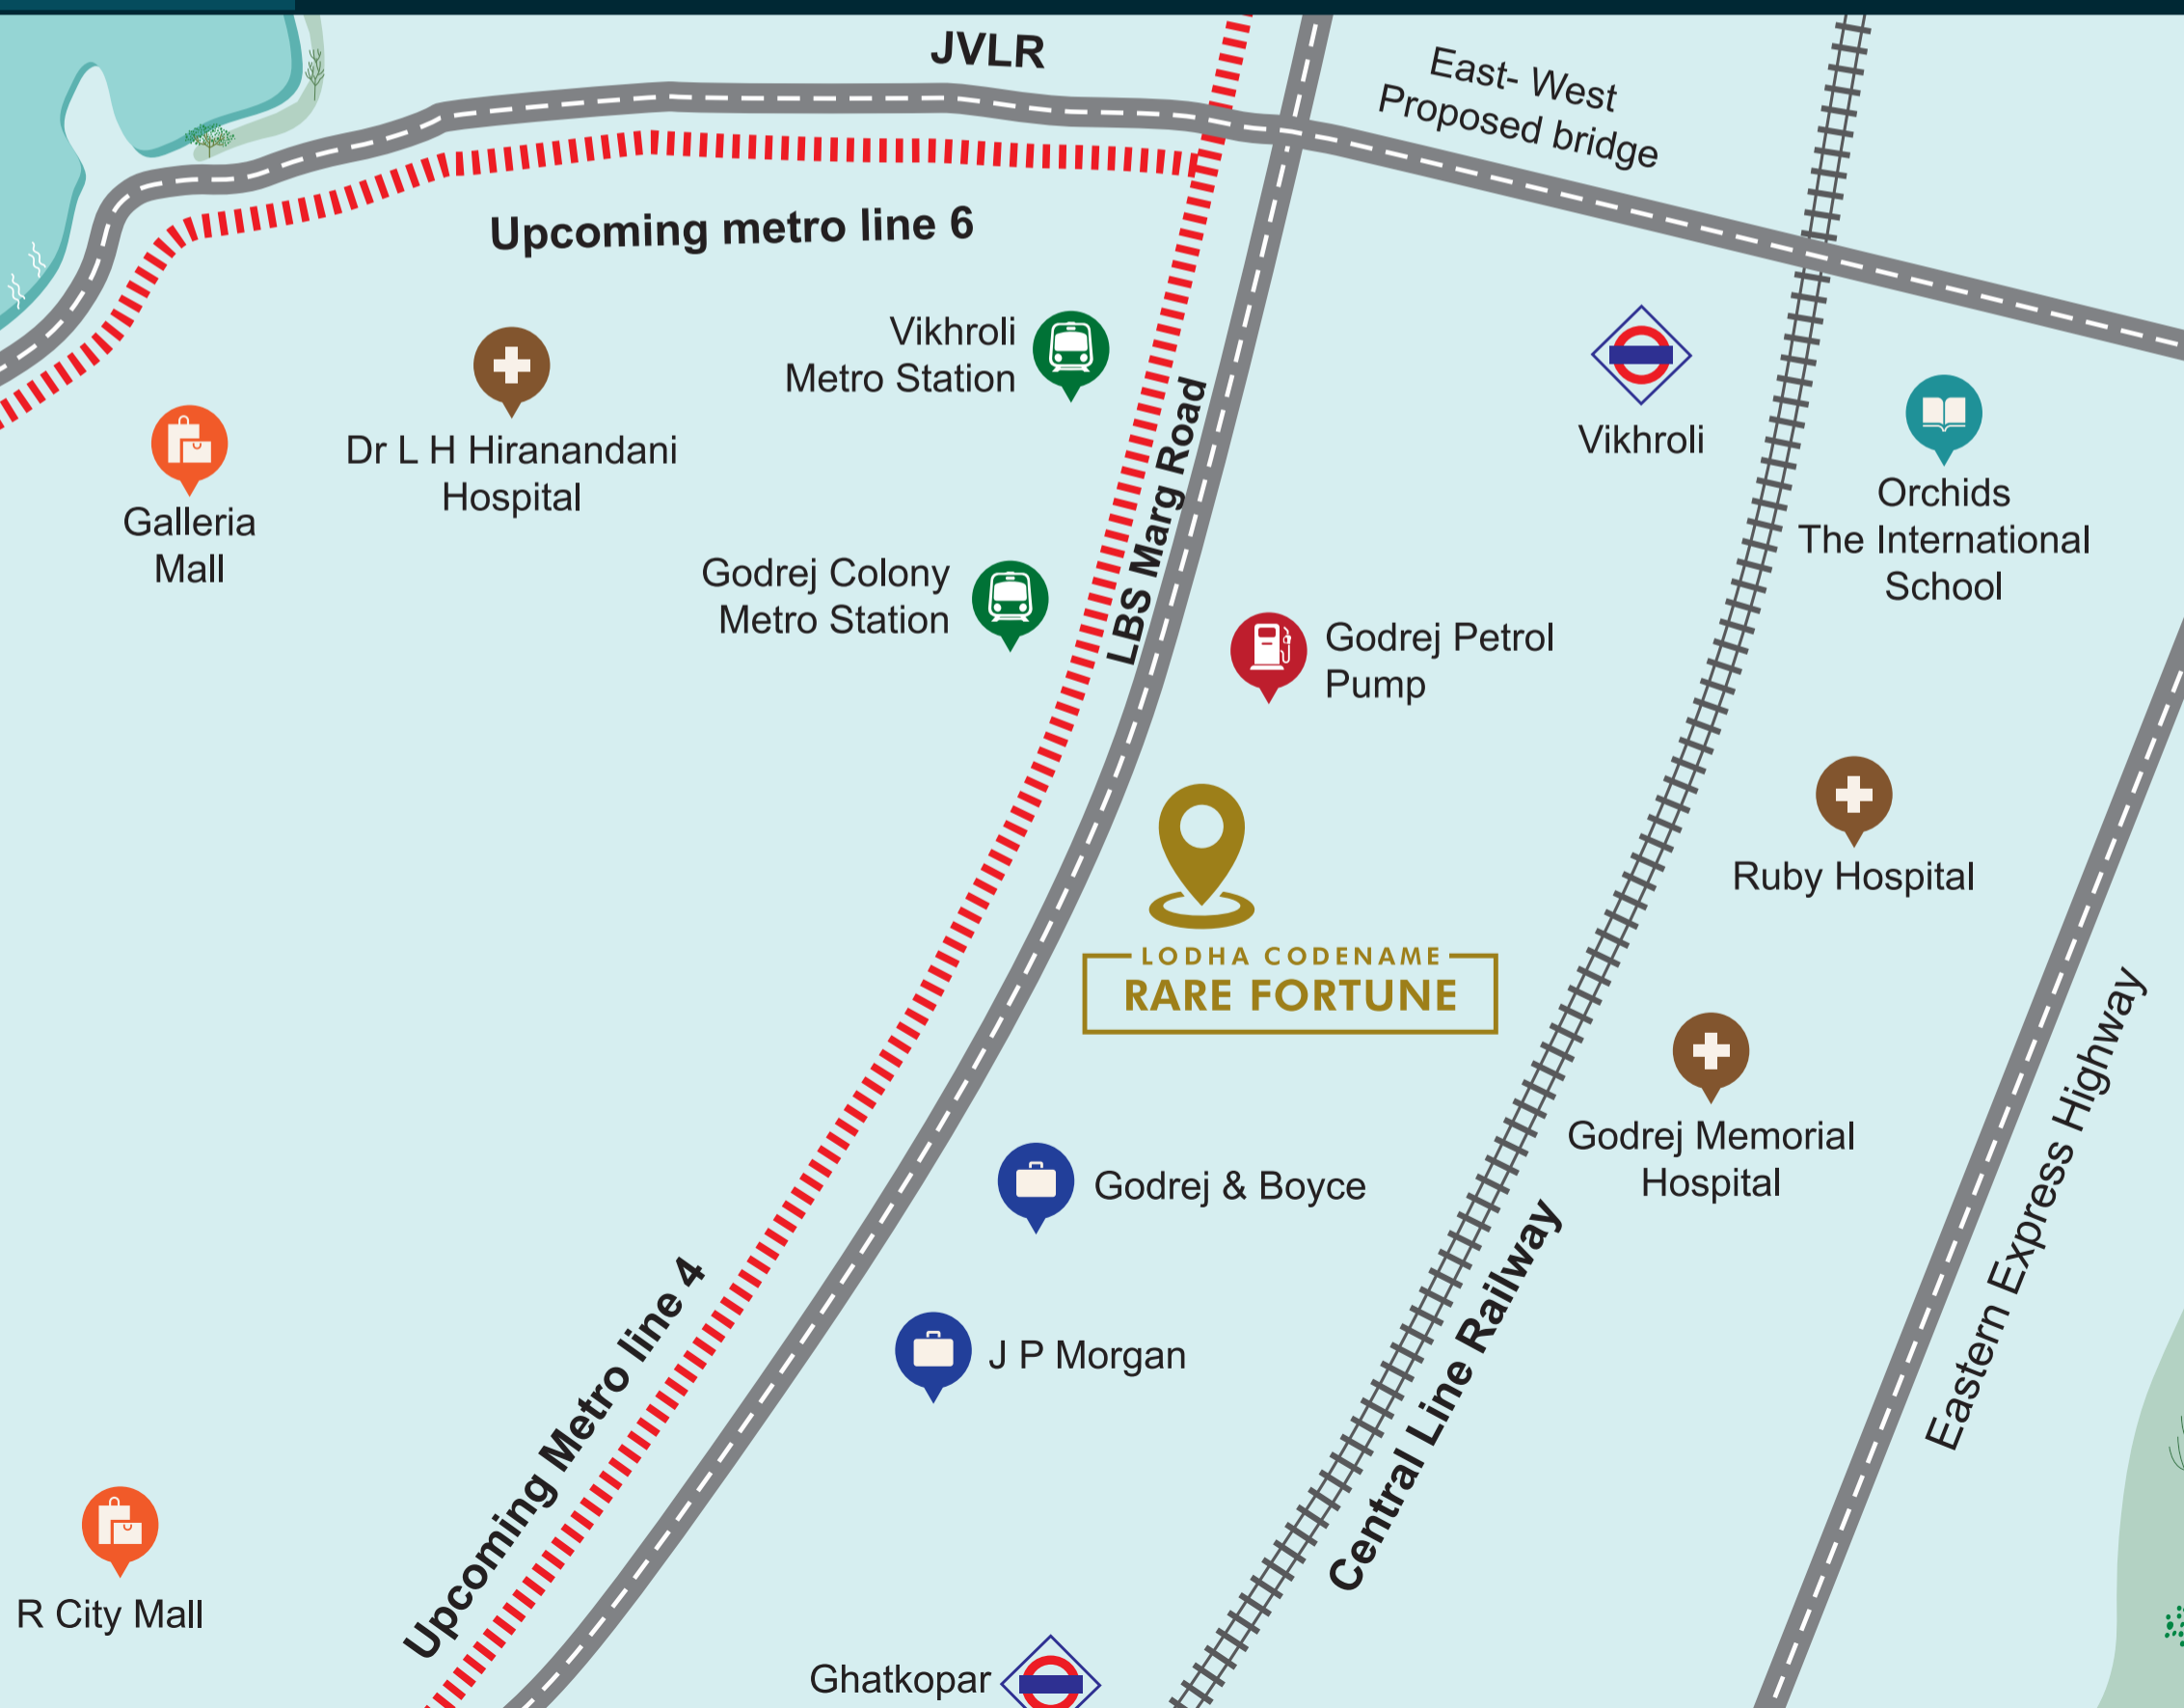 JVLR
East- West
Proposed bridge
Upcoming metro line 6
Vikhroli
Metro Station
Vikhroli
Dr L H Hiranandani
Hospital
Galleria
Mall
LBS Marg Road
Orchids
The International
School
Godrej Colony
Metro Station
Godrej Petrol
Pump
Ruby Hospital
LODHA CODENAME
RARE FORTUNE
Godrej Memorial
Hospital
Eastern Express Highway
Godrej & Boyce
J P Morgan
Central Line Railway
Upcoming Metro line 4
R City Mall
Ghatkopar